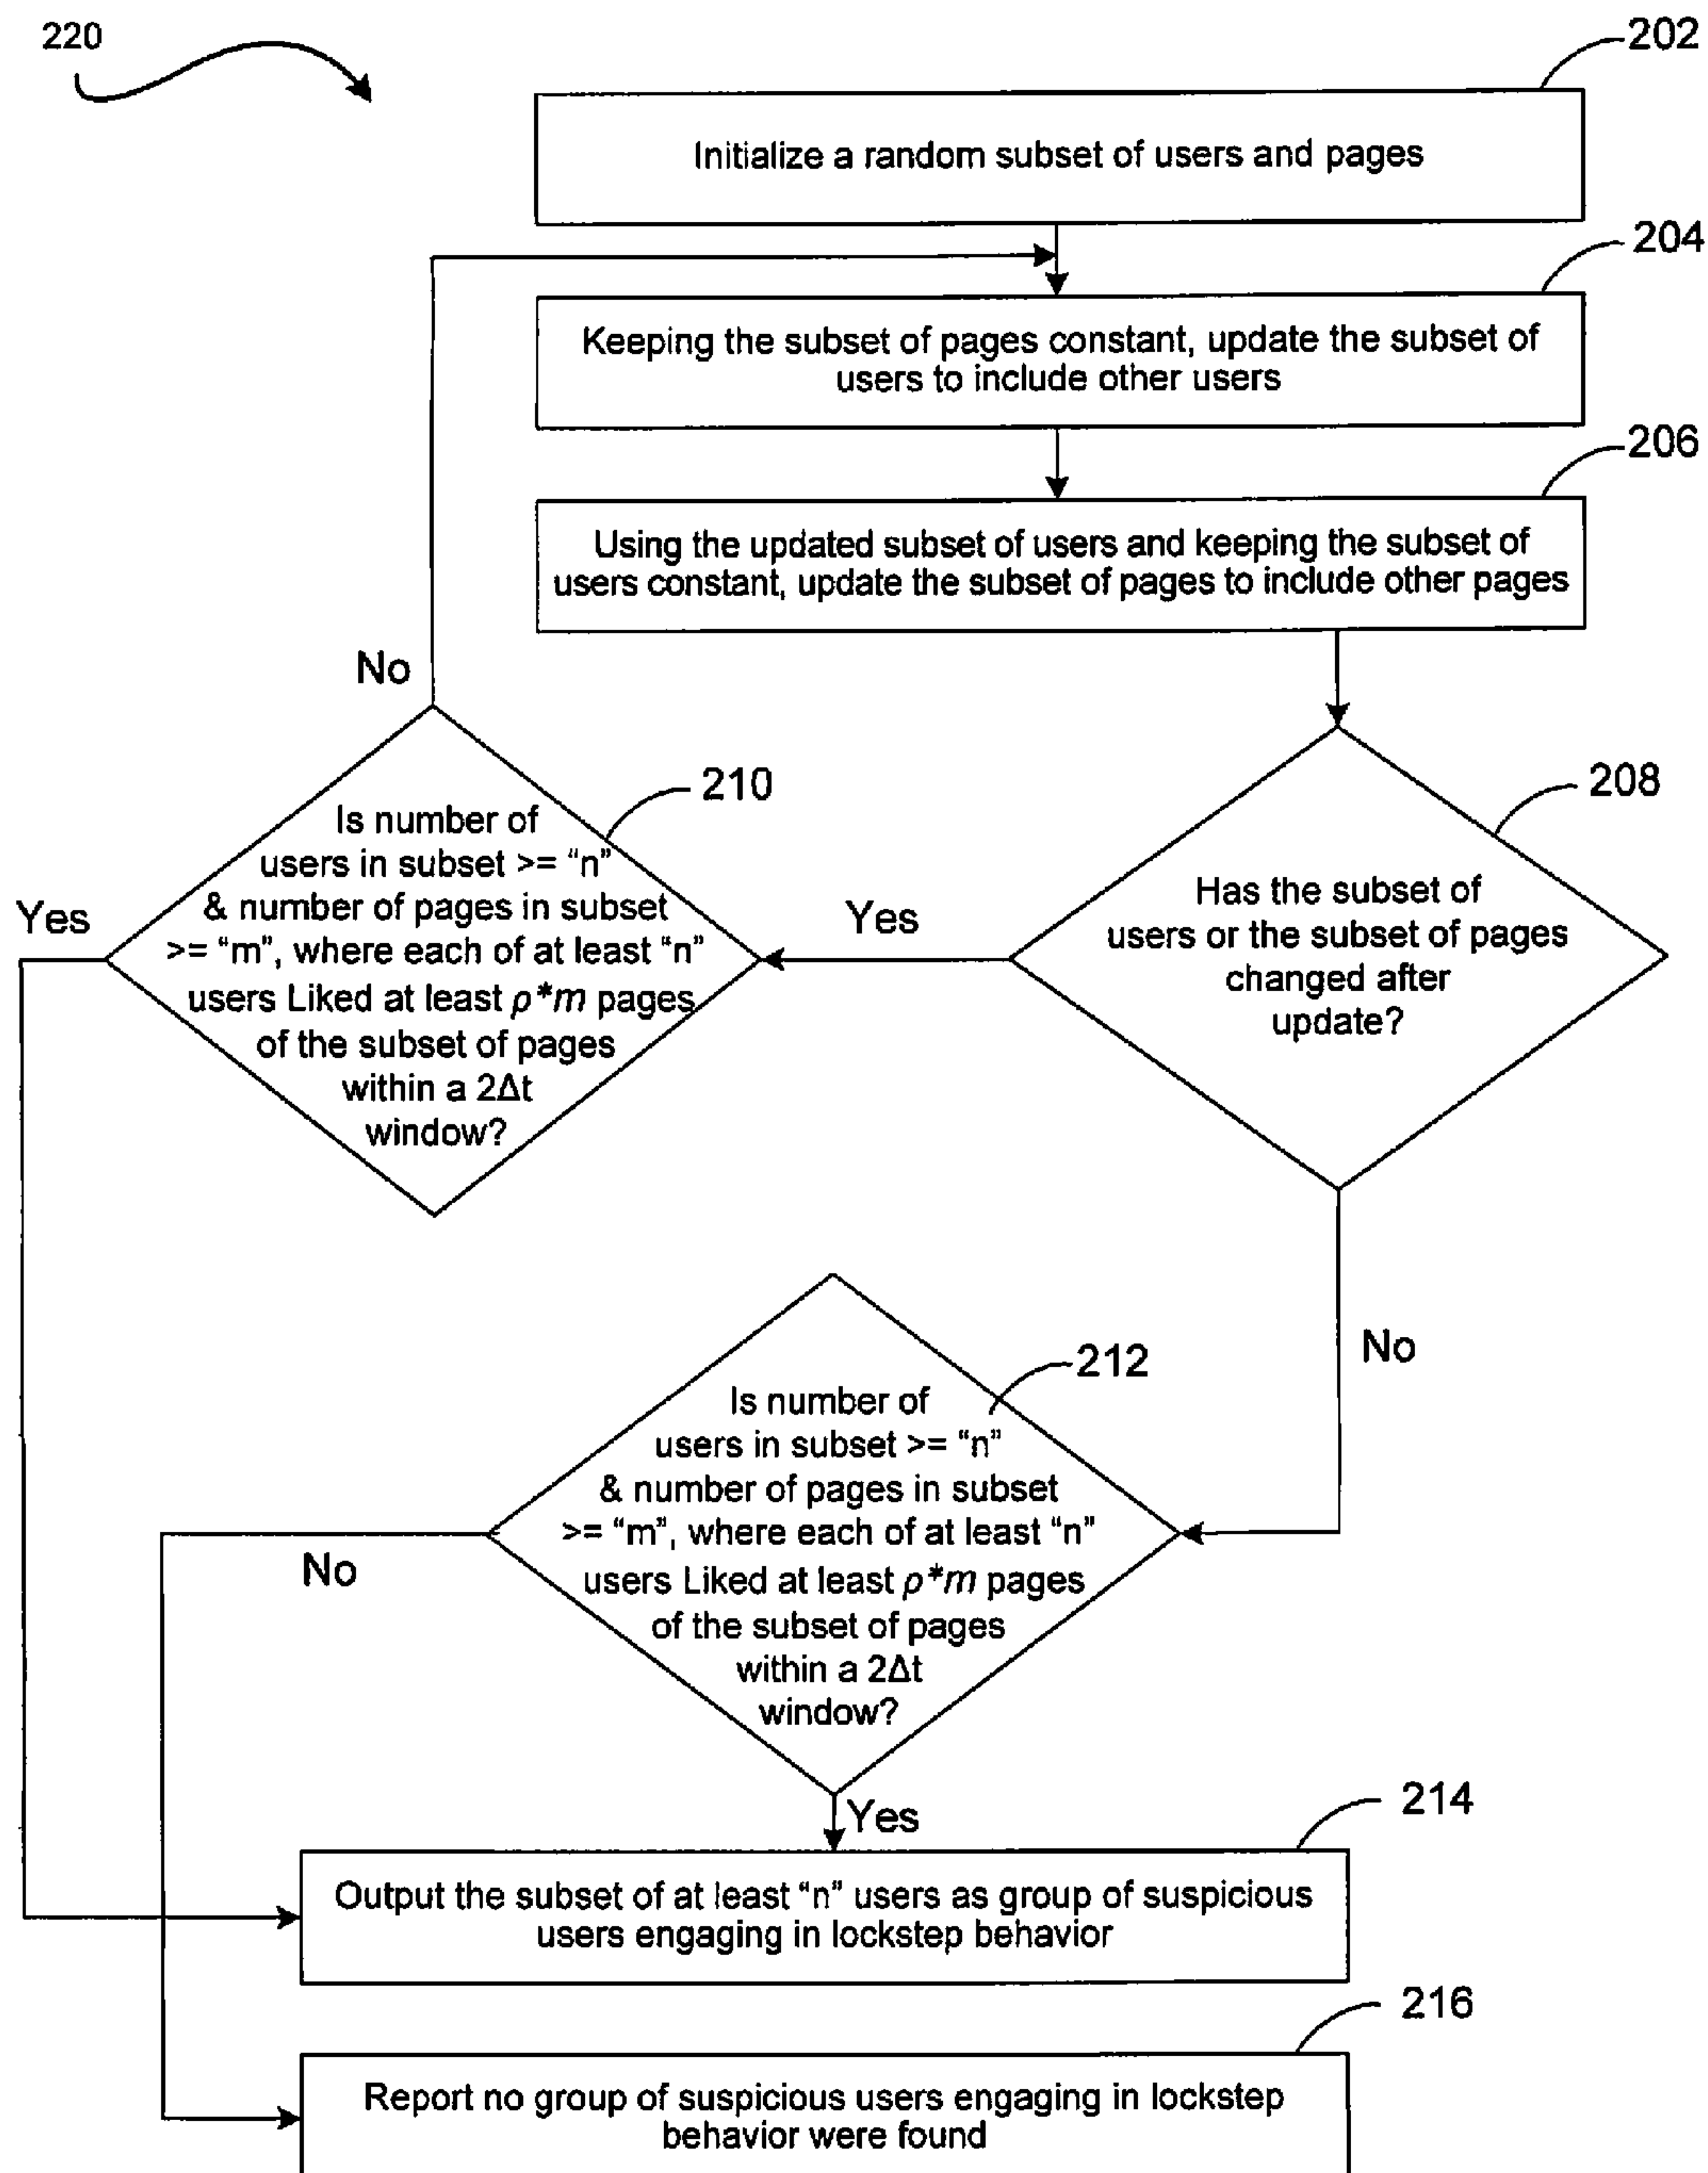 220
202
Initialize a random subset of users and pages
204
Keeping the subset of pages constant, update the subset of
users to include other users
206
Using the updated subset of users and keeping the subset of
users constant, update the subset of pages to include other pages
No
210
Is number of
users in subset >= “n”
& number of pages in subset
>= “m”, where each of at least “n”
users Liked at least ρ*m pages
of the subset of pages
within a 2Δt
window?
Yes
Yes
208
Has the subset of
users or the subset of pages
changed after
update?
No
212
Is number of
users in subset >= “n”
& number of pages in subset
>= “m”, where each of at least “n”
users Liked at least ρ*m pages
of the subset of pages
within a 2Δt
window?
No
Yes
214
Output the subset of at least “n” users as group of suspicious
users engaging in lockstep behavior
216
Report no group of suspicious users engaging in lockstep
behavior were found